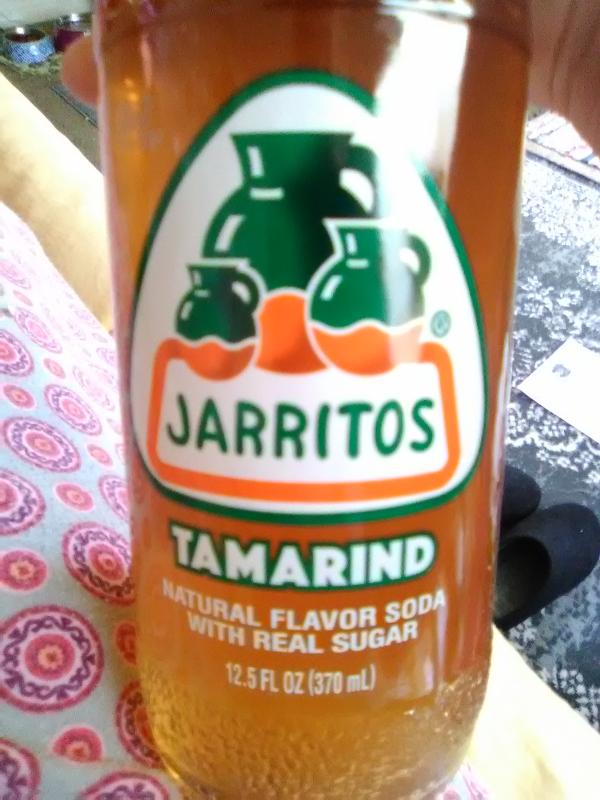 JARRITOS
®
TAMARIND
NATURAL FLAVOR SODA
WITH REAL SUGAR
12.5 FL OZ (370 mL)